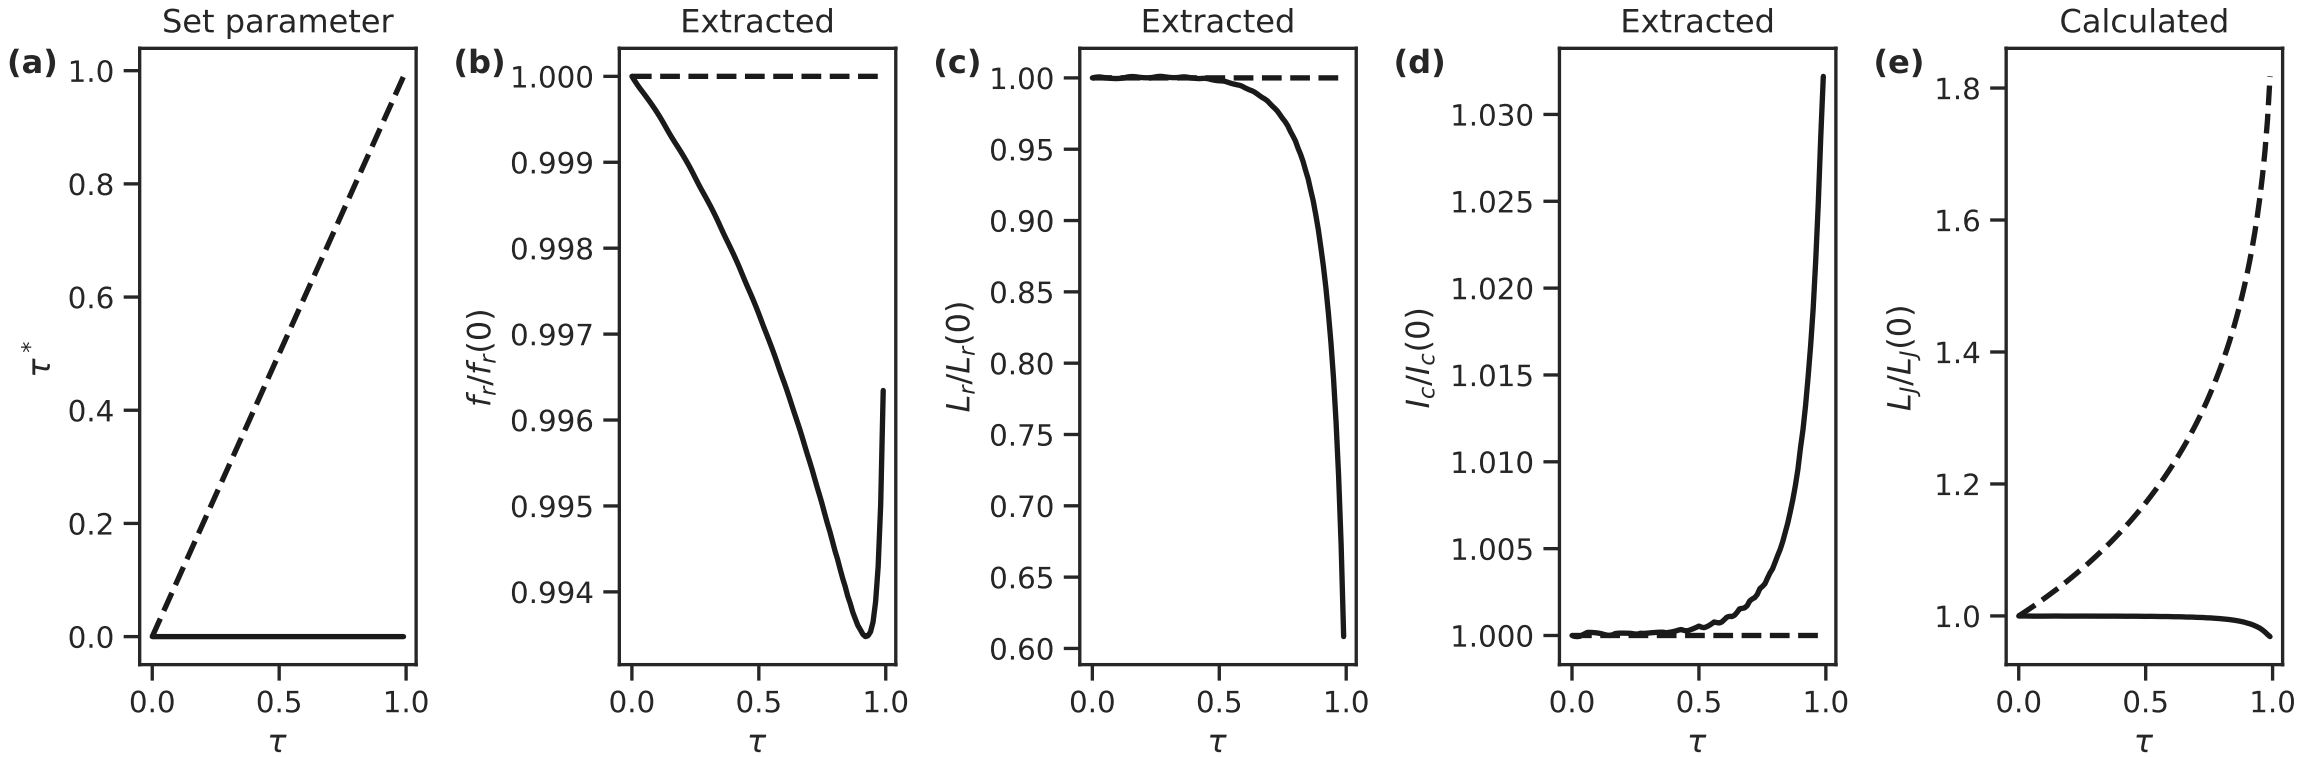 Set parameter
(a)
1.0
0.8
0.6
0.4
0.2
0.0
τ*
0.0 0.5 1.0
τ
Extracted
(b)
1.000
0.999
0.998
0.997
0.996
0.995
0.994
f_r/f_r(0)
0.0 0.5 1.0
τ
Extracted
(c)
1.00
0.95
0.90
0.85
0.80
0.75
0.70
0.65
0.60
L_r/L_r(0)
0.0 0.5 1.0
τ
Extracted
(d)
1.030
1.025
1.020
1.015
1.010
1.005
1.000
I_c/I_c(0)
0.0 0.5 1.0
τ
Calculated
(e)
1.8
1.6
1.4
1.2
1.0
L_J/L_J(0)
0.0 0.5 1.0
τ